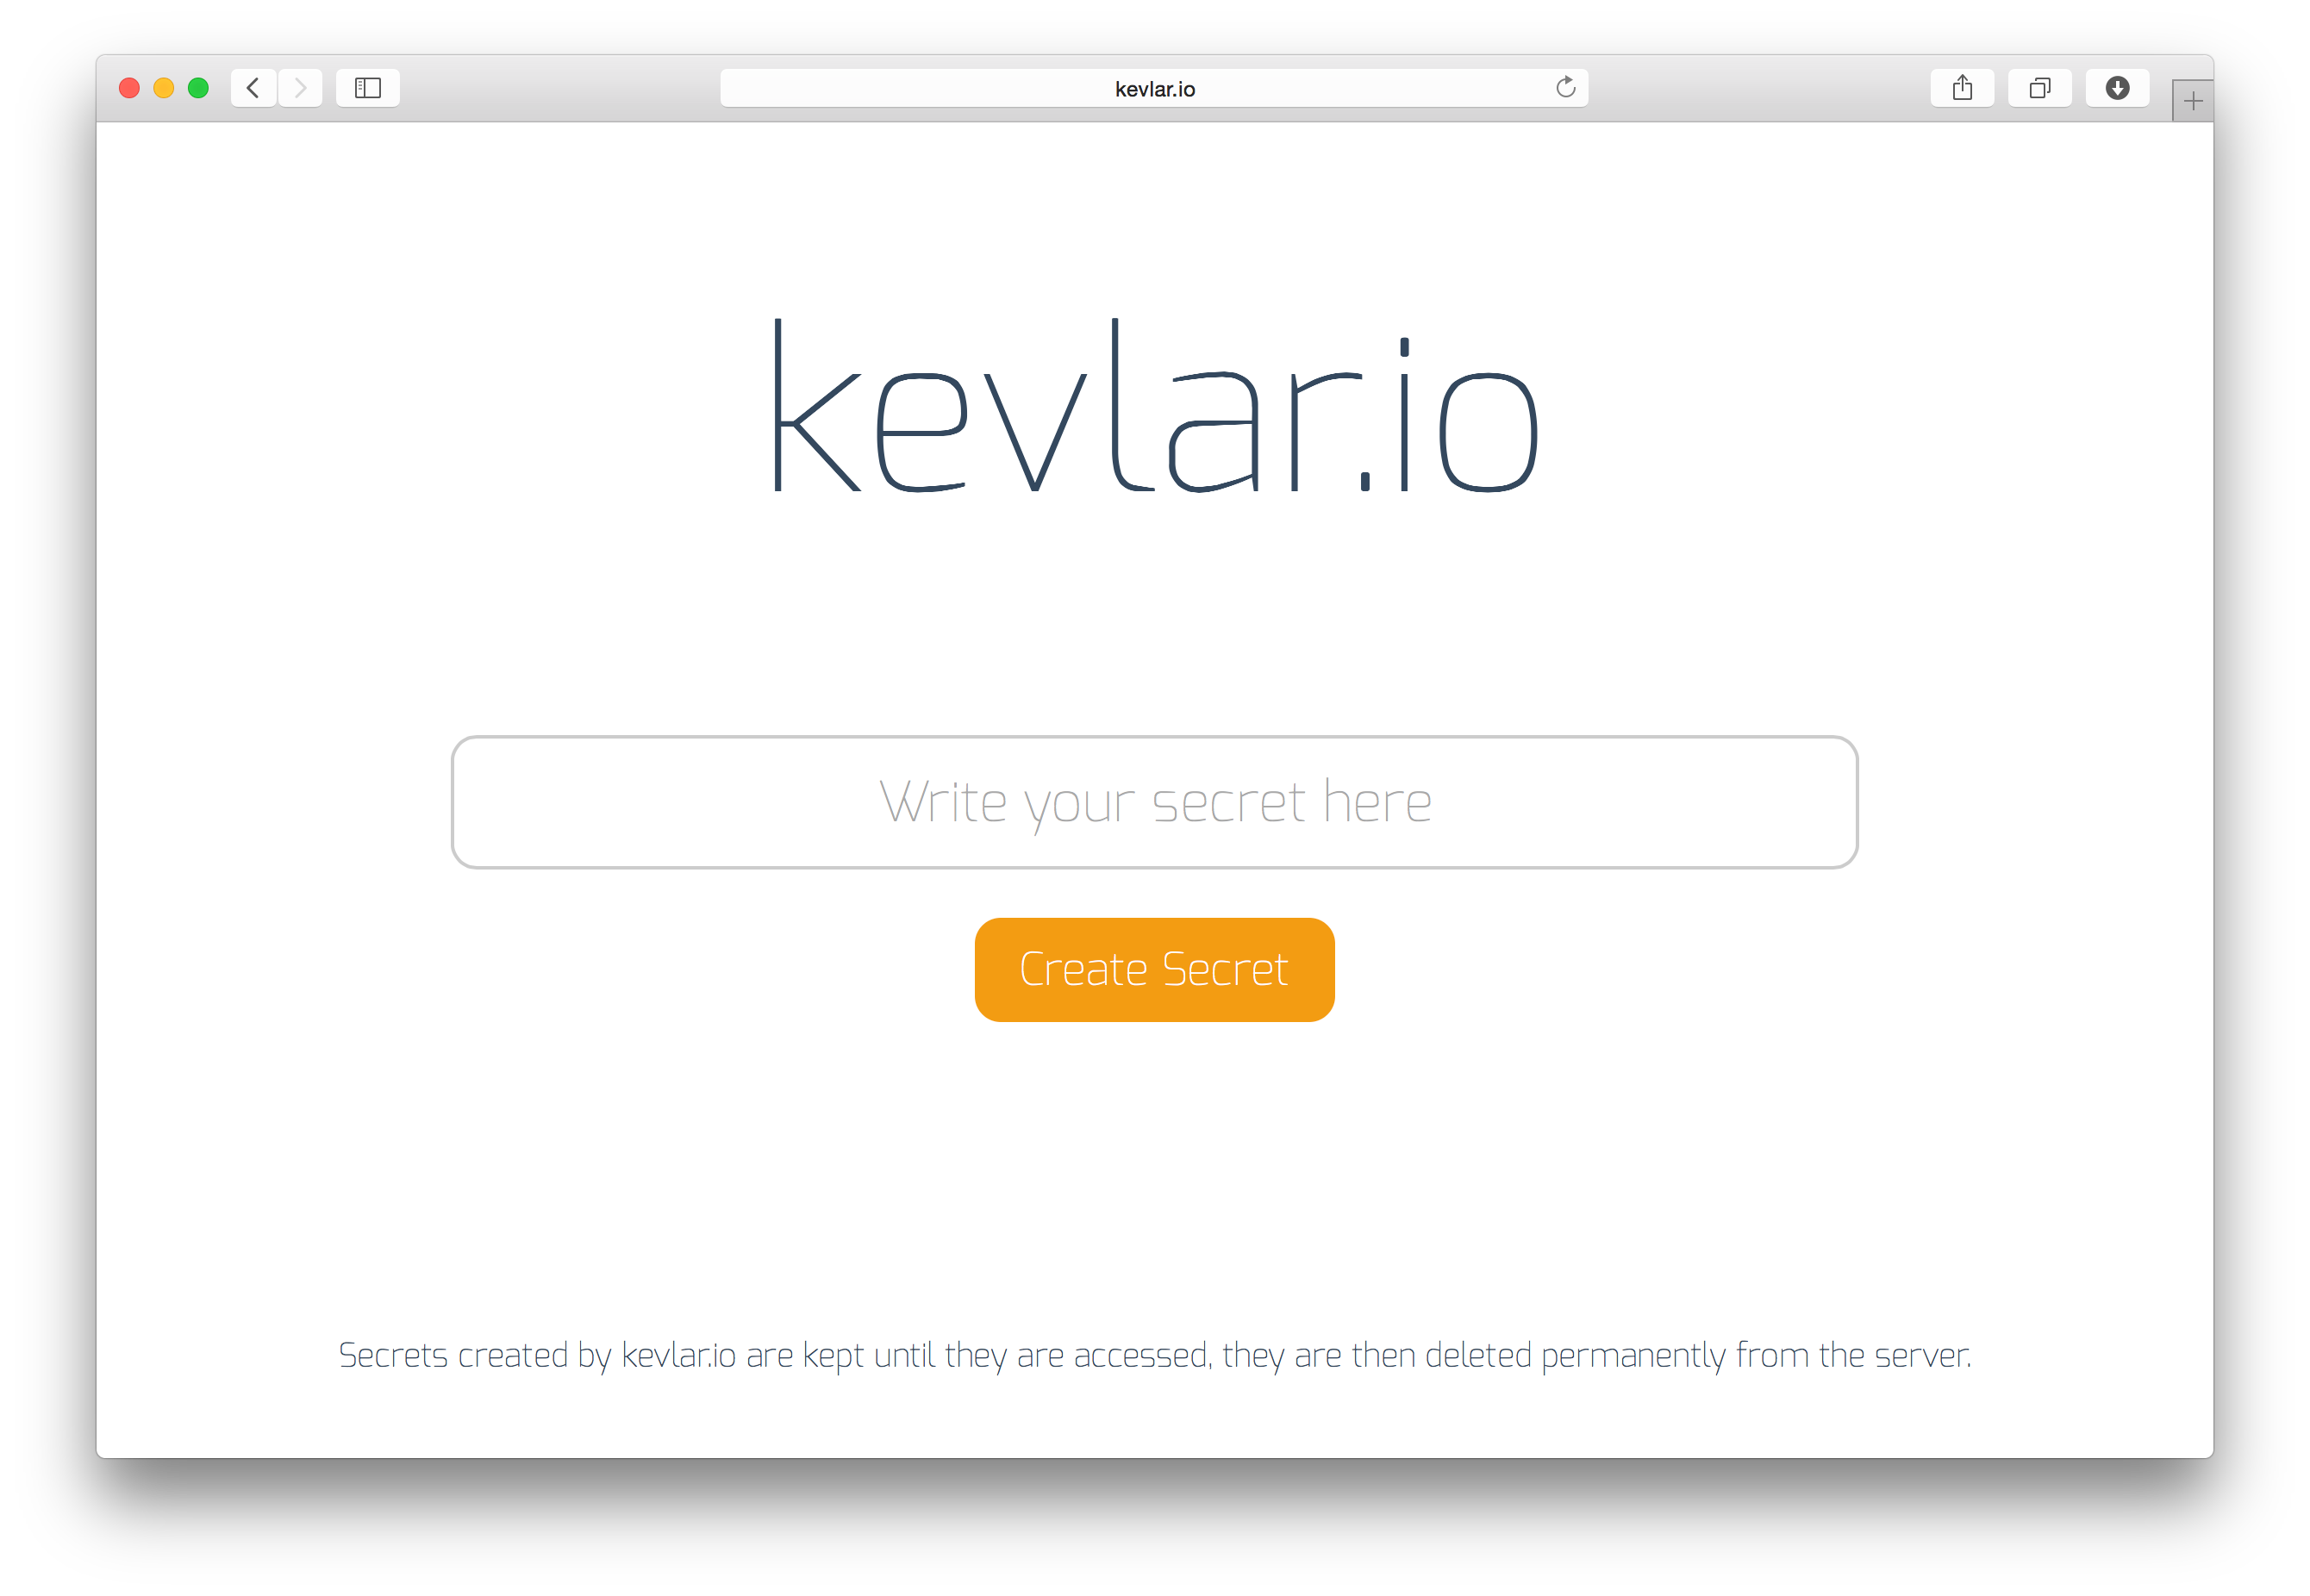 kevlar.io
kevlar.io
Write your secret here
Create Secret
Secrets created by kevlar.io are kept until they are accessed, they are then deleted permanently from the server.